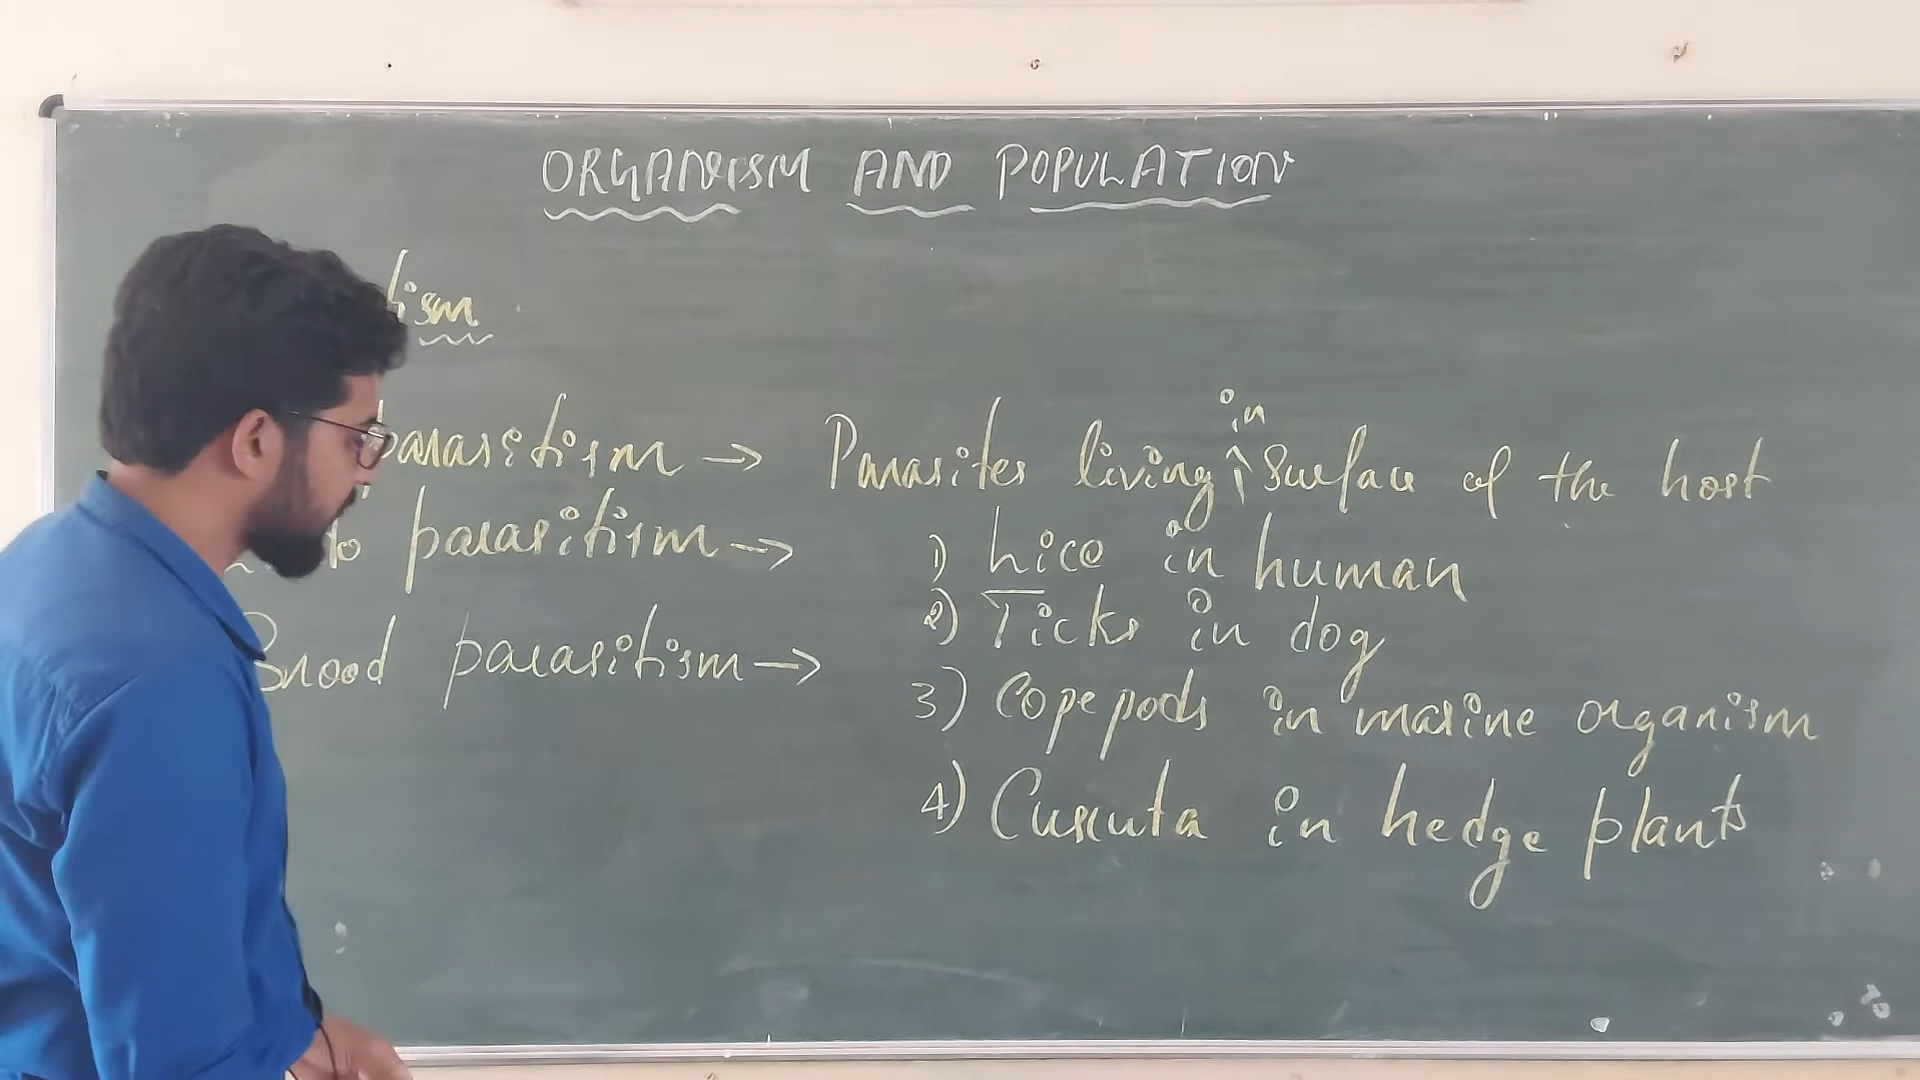 ORGANISM AND POPULATION
ism
parasitism → Parasites living in surface of the host
do parasitism →
Brood parasitism →
1) Lice in human
2) Ticks in dog
3) Copepods in marine organism
4) Cuscuta in hedge plants